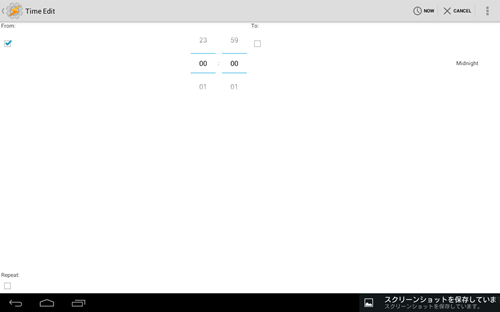 Time Edit
NOW
CANCEL
From:
To:
23 59
00 : 00
Midnight
01 01
Repeat
スクリーンショットを保存していま
スクリーンショットを保存しています。